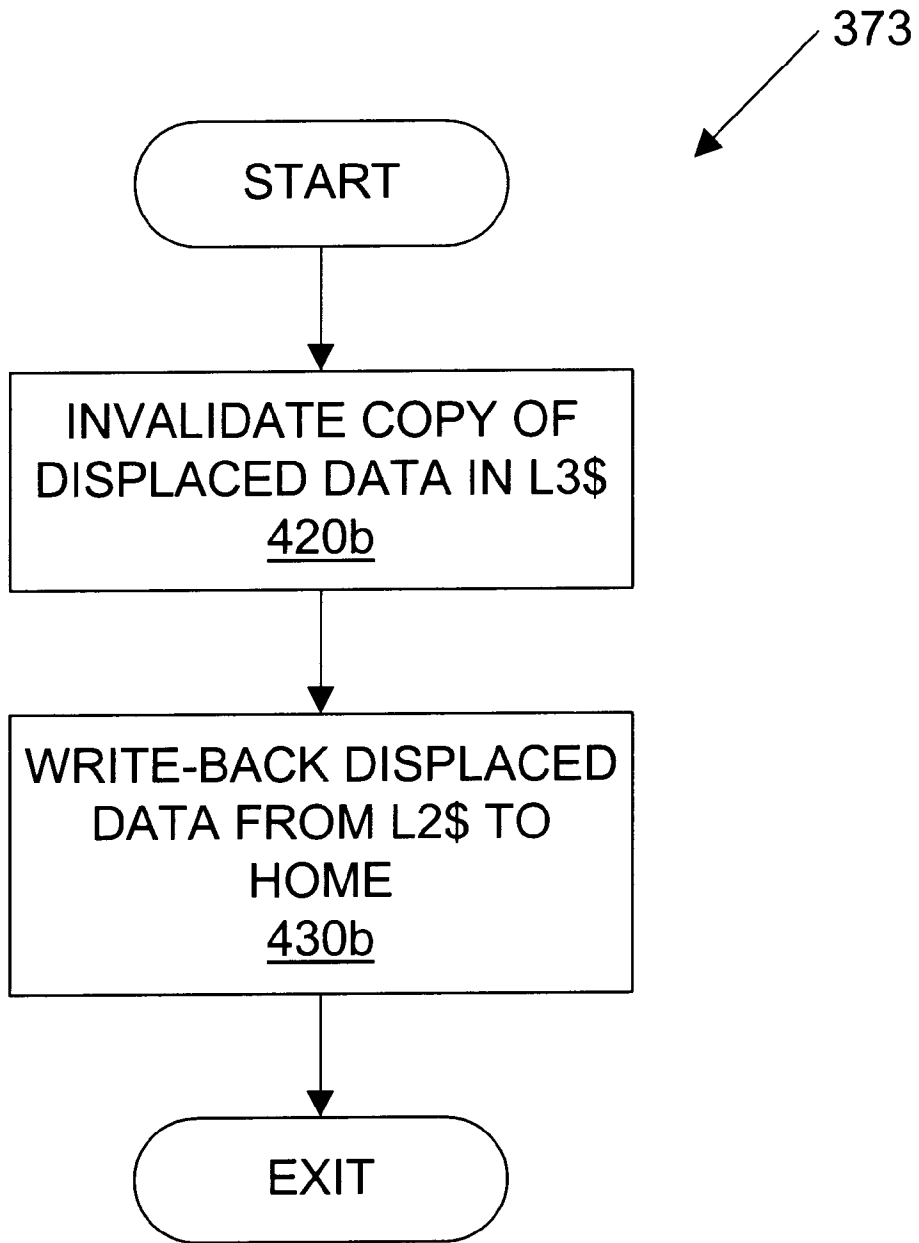 373
START
INVALIDATE COPY OF
DISPLACED DATA IN L3$
420b
WRITE-BACK DISPLACED
DATA FROM L2$ TO
HOME
430b
EXIT